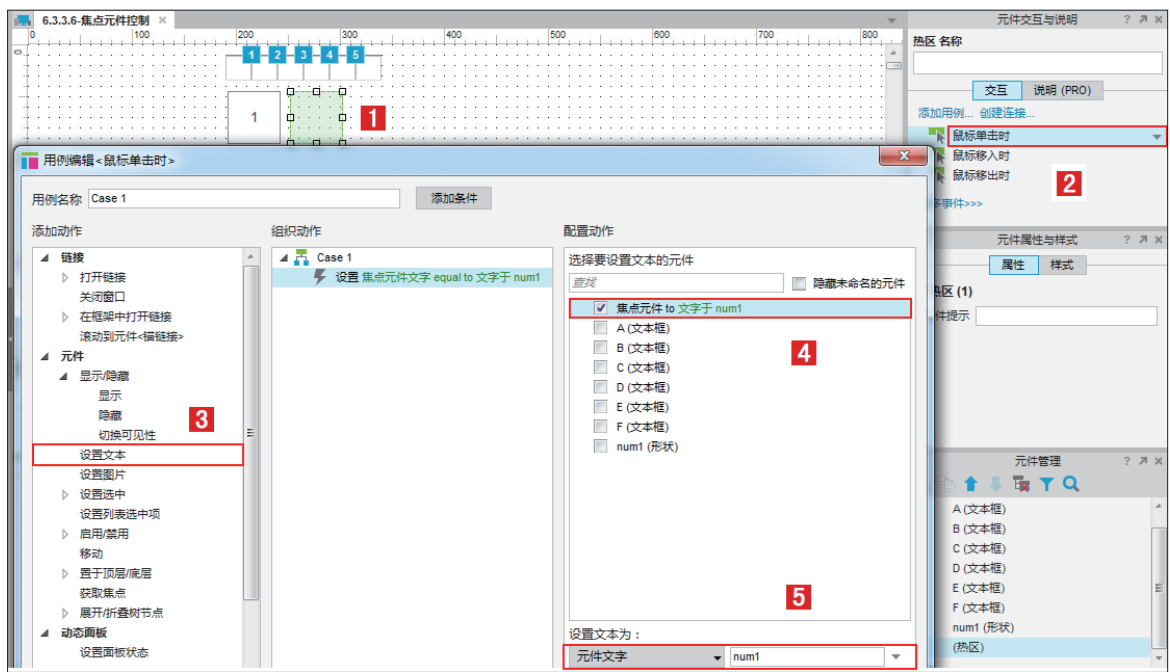 6.3.3.6-焦点元件控制
元件交互与说明
0 100 200 300 400 500 600 700 800
1 2 3 4 5
热区 名称
交互 说明 (PRO)
添加用例... 创建连接...
1
1
鼠标单击时
鼠标移入时
鼠标移出时
2
事件>>>
用例编辑<鼠标单击时>
用例名称 Case 1 添加条件
添加动作
链接
打开链接
关闭窗口
在框架中打开链接
滚动到元件<锚链接>
元件
显示/隐藏
显示
隐藏
切换可见性
3
设置文本
设置图片
设置选中
设置列表选中项
启用/禁用
移动
置于顶层/底层
获取焦点
展开/折叠树节点
动态面板
设置面板状态
组织动作
Case 1
设置 焦点元件文字 equal to 文字于 num1
配置动作
选择要设置文本的元件
查找 隐藏未命名的元件
焦点元件 to 文字于 num1
A (文本框)
B (文本框)
C (文本框)
D (文本框)
E (文本框)
F (文本框)
num1 (形状)
4
5
设置文本为：
元件文字 num1
元件属性与样式
属性 样式
热区 (1)
件提示
元件管理
A (文本框)
B (文本框)
C (文本框)
D (文本框)
E (文本框)
F (文本框)
num1 (形状)
(热区)